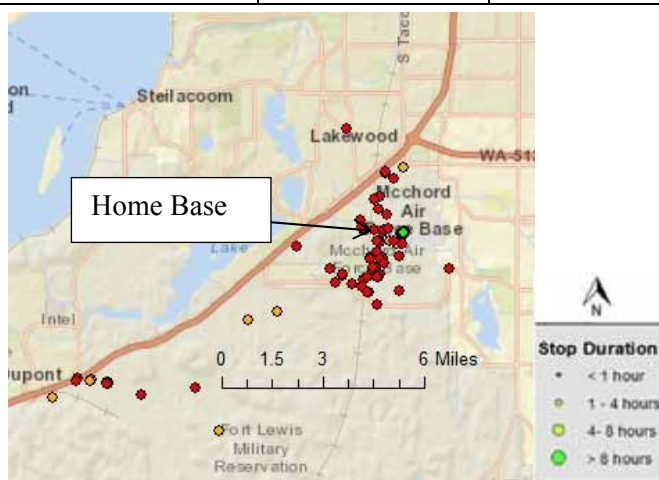 Steilacoom
Lakewood
S Taco
WA-51
Home Base
Mcchord
Air
Base
Mcchord Air
Base
Lake
Intel
upont
0 1.5 3 6 Miles
Fort Lewis
Military
Reservation
N
Stop Duration
< 1 hour
1 - 4 hours
4- 8 hours
> 8 hours